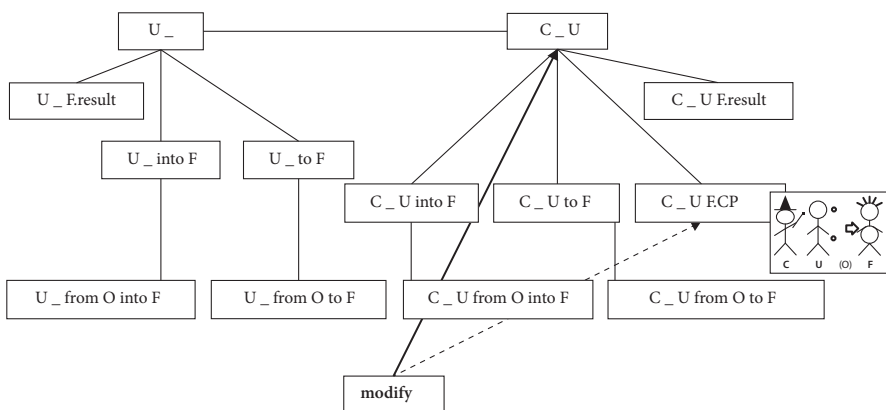 U _
C _ U
U _ F.result
C _ U F.result
U _ into F
U _ to F
C _ U into F
C _ U to F
C _ U F.CP
C U (O) F
U _ from O into F
U _ from O to F
C _ U from O into F
C _ U from O to F
modify